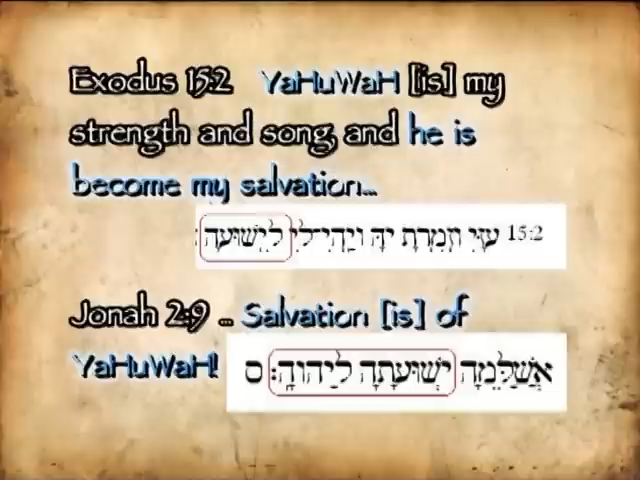 Exodus 15:2 YaHuWaH [is] my
strength and song, and he is
become my salvation...
15:2 עָזִּי וְזִמְרָת יָהּ וַיְהִי־לִי לִישׁוּעָה
Jonah 2:9 ... Salvation [is] of
YaHuWaH!
אֲשַׁלֵּמָה יְשׁוּעָתָה לַיהוָה׃ ס